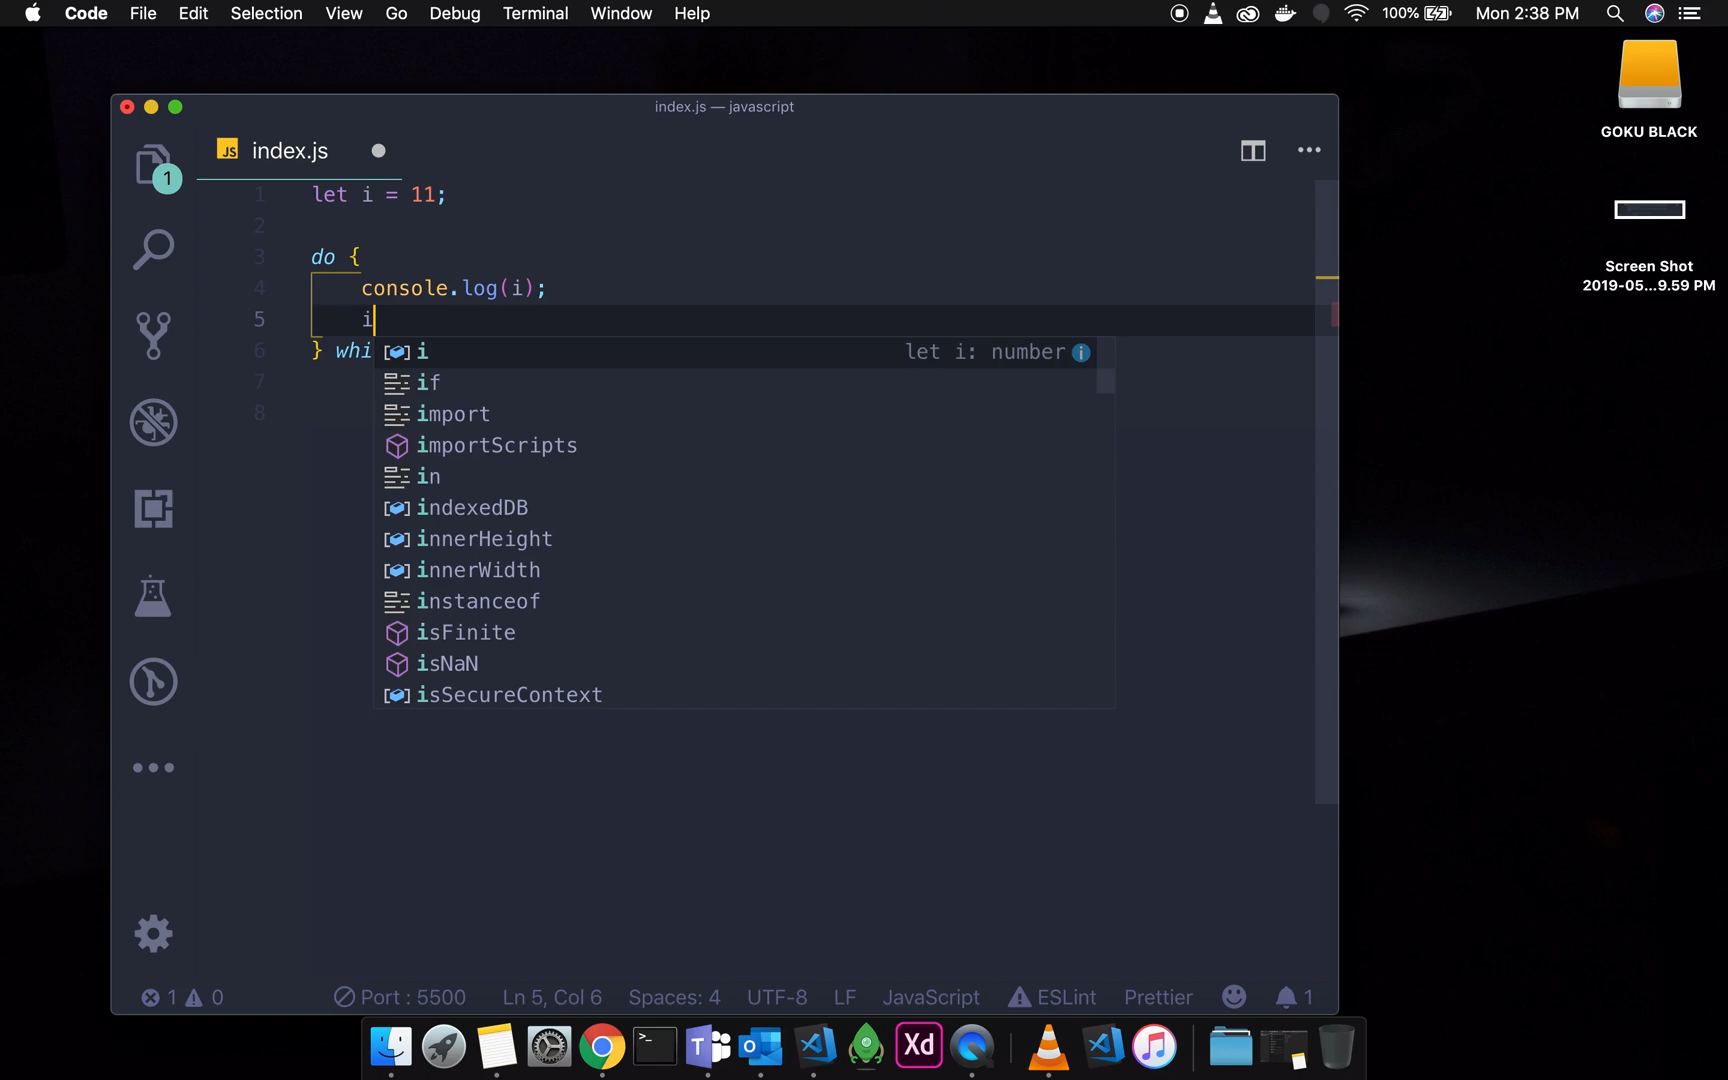 Code File Edit Selection View Go Debug Terminal Window Help 100% Mon 2:38 PM
index.js — javascript
GOKU BLACK
Screen Shot
2019-05...9.59 PM
1
JS index.js
1 let i = 11;
2
3 do {
4 console.log(i);
5 i
6 } whi
7
8
i let i: number
if
import
importScripts
in
indexedDB
innerHeight
innerWidth
instanceof
isFinite
isNaN
isSecureContext
1 0 Port : 5500 Ln 5, Col 6 Spaces: 4 UTF-8 LF JavaScript ESLint Prettier 1
>_ T O Xd